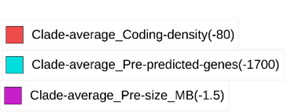 Clade-average_Coding-density(-80)
Clade-average_Pre-predicted-genes(-1700)
Clade-average_Pre-size_MB(-1.5)